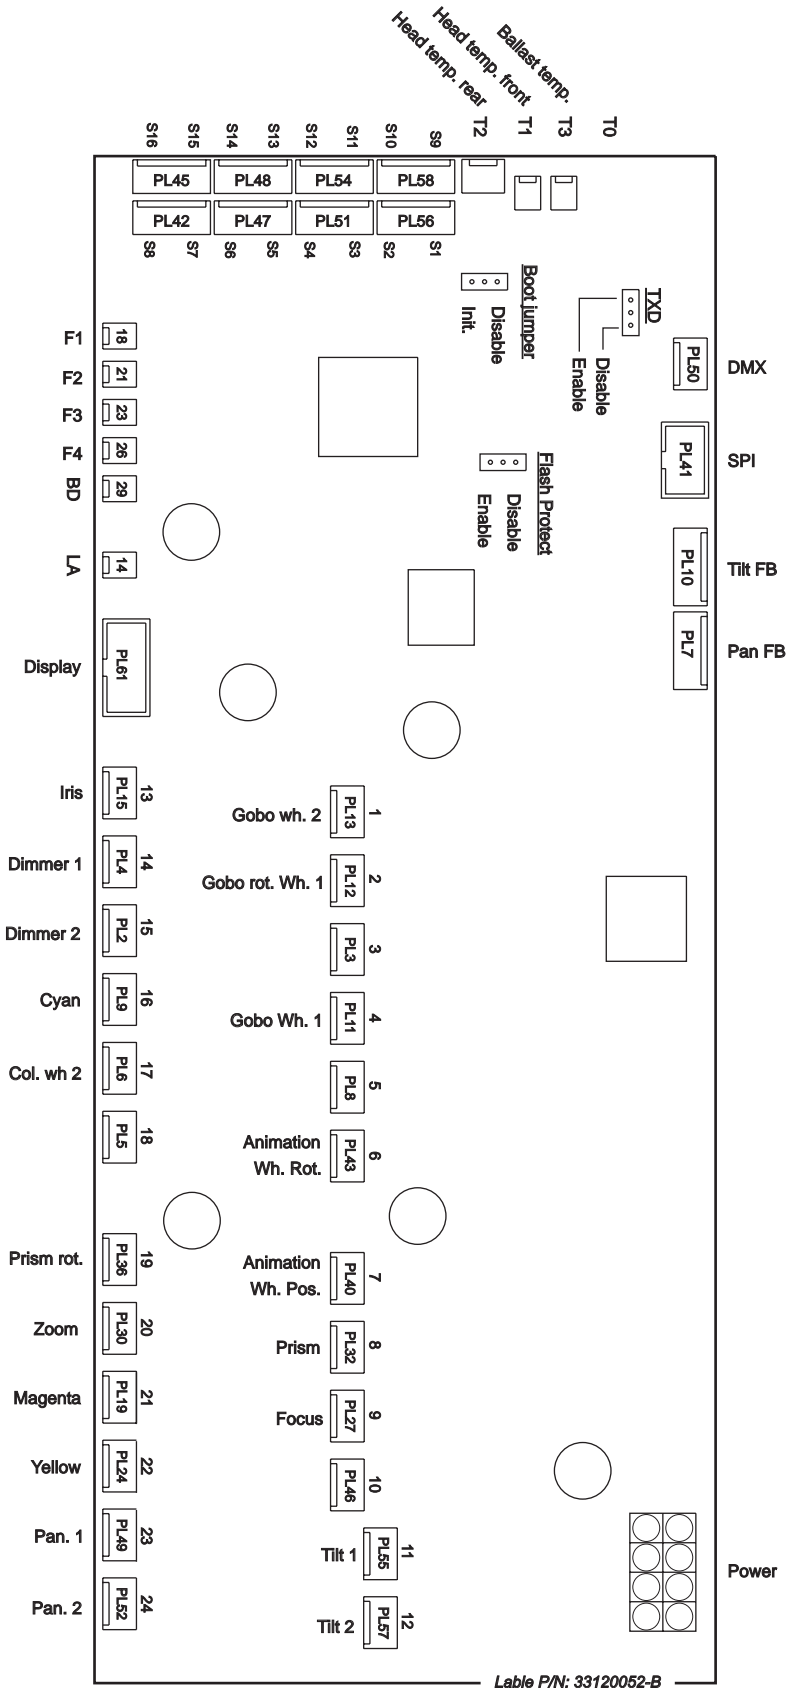 Head temp. rear
Head temp. front
Ballast temp.
T2
T1
T3
T0
S16
S15
S14
S13
S12
S11
S10
S9
PL45
PL48
PL54
PL58
PL42
PL47
PL51
PL56
S8
S7
S6
S5
S4
S3
S2
S1
Boot jumper
Disable
Init.
TXD
Disable
Enable
Flash Protect
Disable
Enable
F1
18
F2
21
F3
23
F4
26
BD
29
LA
14
Display
PL61
PL50
DMX
PL41
SPI
PL10
Tilt FB
PL7
Pan FB
Iris
PL15
13
Dimmer 1
PL4
14
Dimmer 2
PL2
15
Cyan
PL9
16
Col. wh 2
PL6
17
PL5
18
Prism rot.
PL36
19
Zoom
PL30
20
Magenta
PL19
21
Yellow
PL24
22
Pan. 1
PL49
23
Pan. 2
PL52
24
Gobo wh. 2
PL13
1
Gobo rot. Wh. 1
PL12
2
PL3
3
Gobo Wh. 1
PL11
4
PL8
5
Animation
Wh. Rot.
PL43
6
Animation
Wh. Pos.
PL40
7
Prism
PL32
8
Focus
PL27
9
PL46
10
Tilt 1
PL55
11
Tilt 2
PL57
12
Power
Lable P/N: 33120052-B